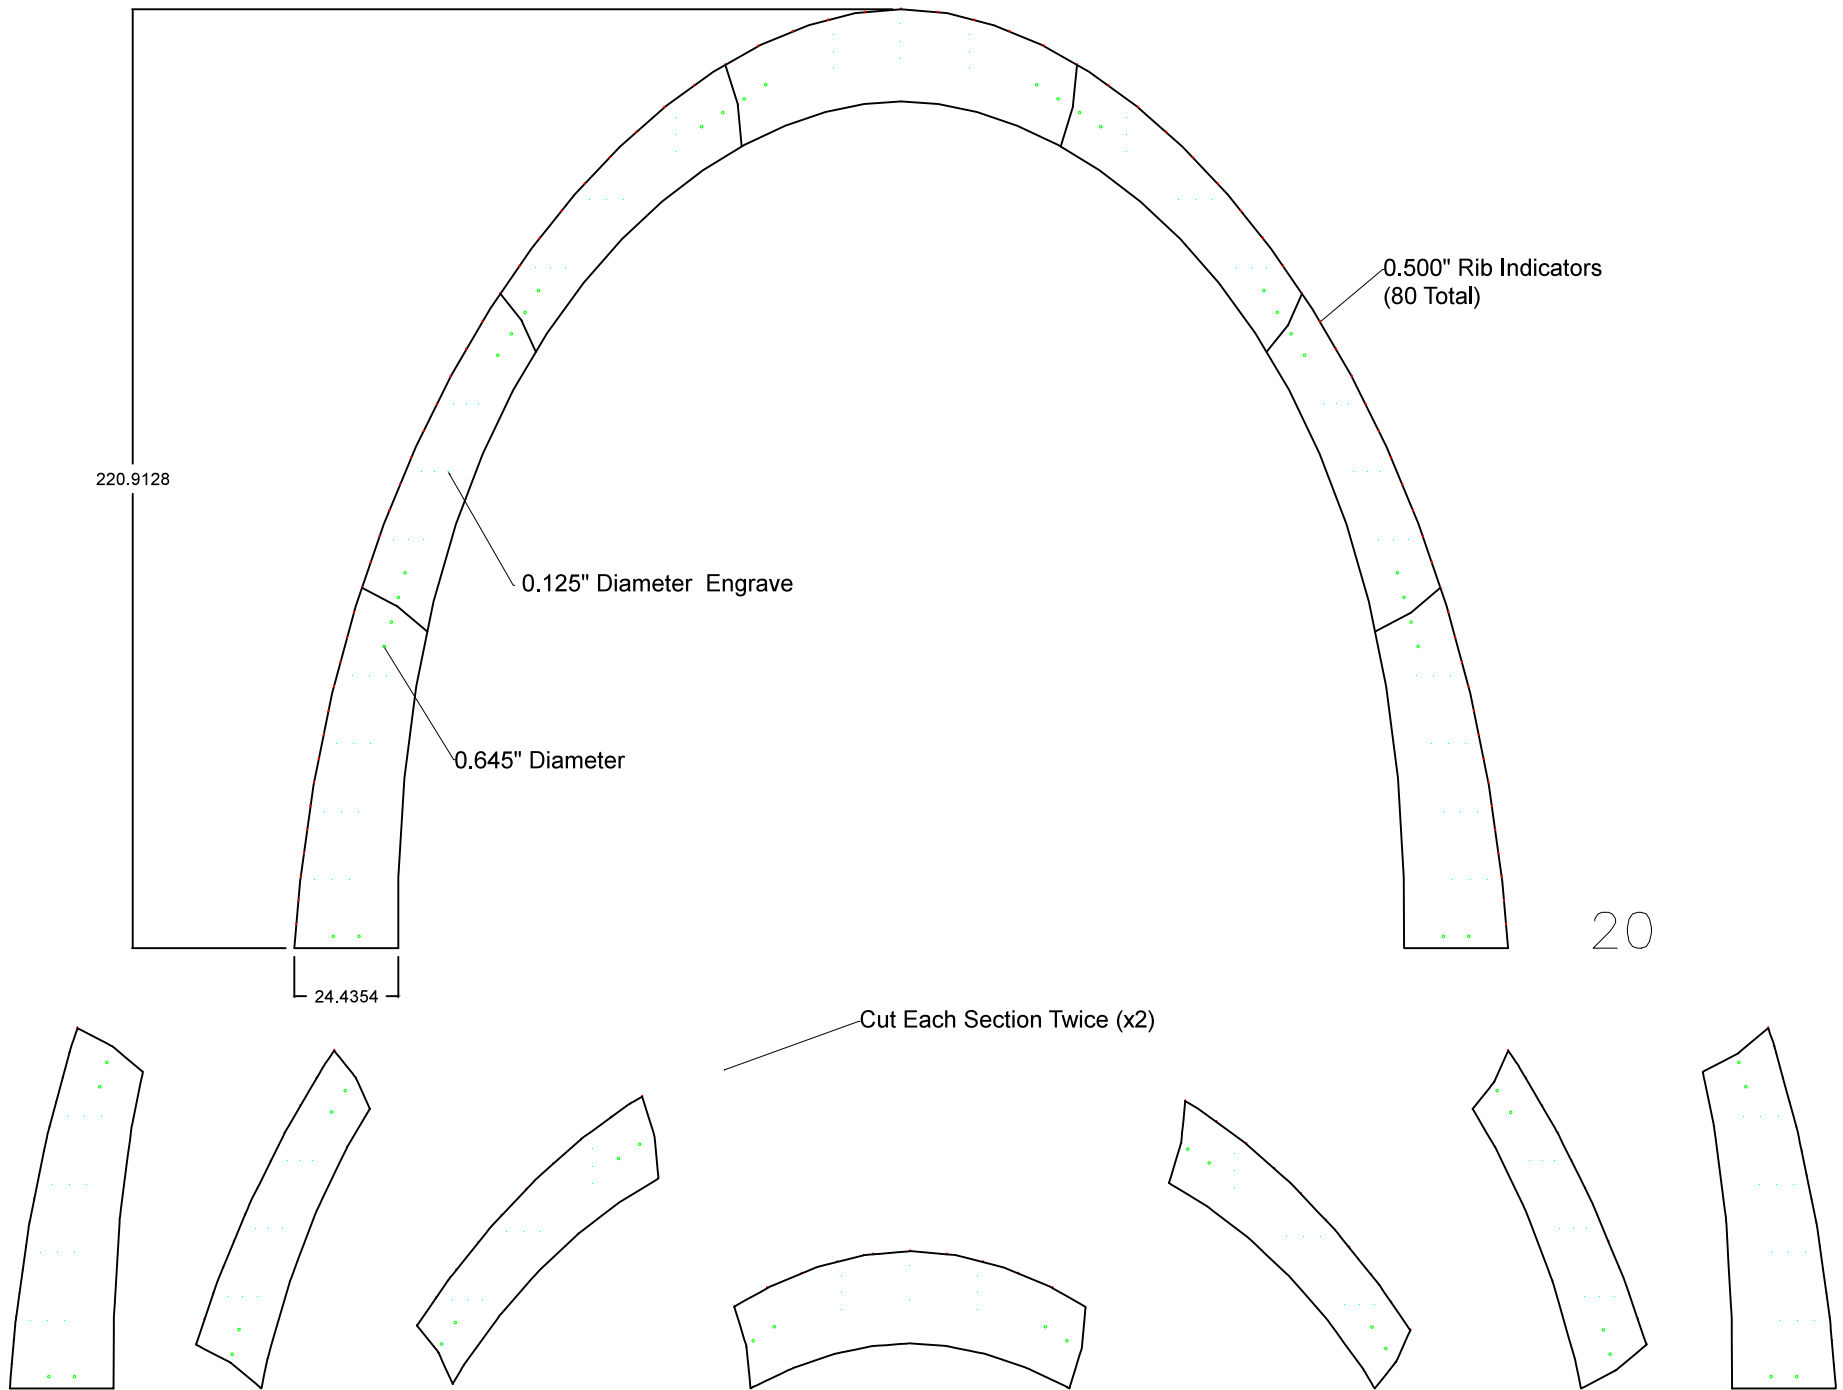 0.500" Rib Indicators
(80 Total)
220.9128
0.125" Diameter Engrave
0.645" Diameter
20
24.4354
Cut Each Section Twice (x2)